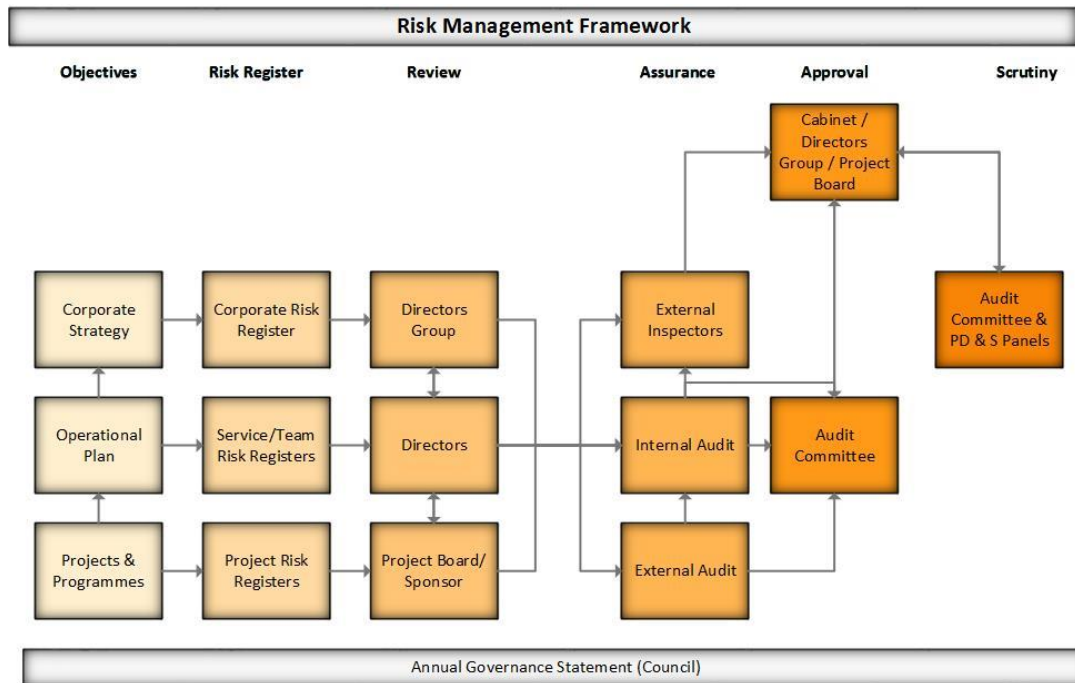 Risk Management Framework
Objectives
Risk Register
Review
Assurance
Approval
Scrutiny
Cabinet /
Directors
Group / Project
Board
Corporate
Strategy
Corporate Risk
Register
Directors
Group
External
Inspectors
Audit
Committee &
PD & S Panels
Operational
Plan
Service/Team
Risk Registers
Directors
Internal Audit
Audit
Committee
Projects &
Programmes
Project Risk
Registers
Project Board/
Sponsor
External Audit
Annual Governance Statement (Council)